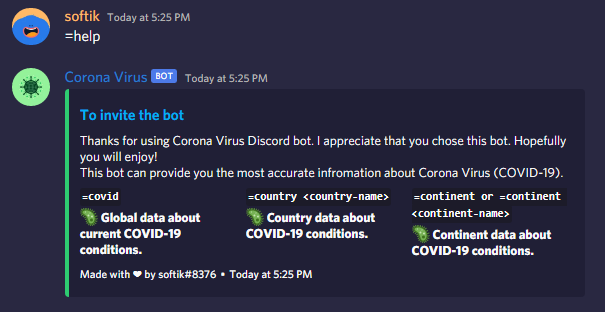 softik Today at 5:25 PM
=help
Corona Virus BOT Today at 5:25 PM
To invite the bot
Thanks for using Corona Virus Discord bot. I appreciate that you chose this bot. Hopefully
you will enjoy!
This bot can provide you the most accurate infromation about Corona Virus (COVID-19).
=covid
🦠 Global data about
current COVID-19
conditions.
=country <country-name>
🦠 Country data about
COVID-19 conditions.
=continent or =continent
<continent-name>
🦠 Continent data about
COVID-19 conditions.
Made with ❤ by softik#8376 • Today at 5:25 PM